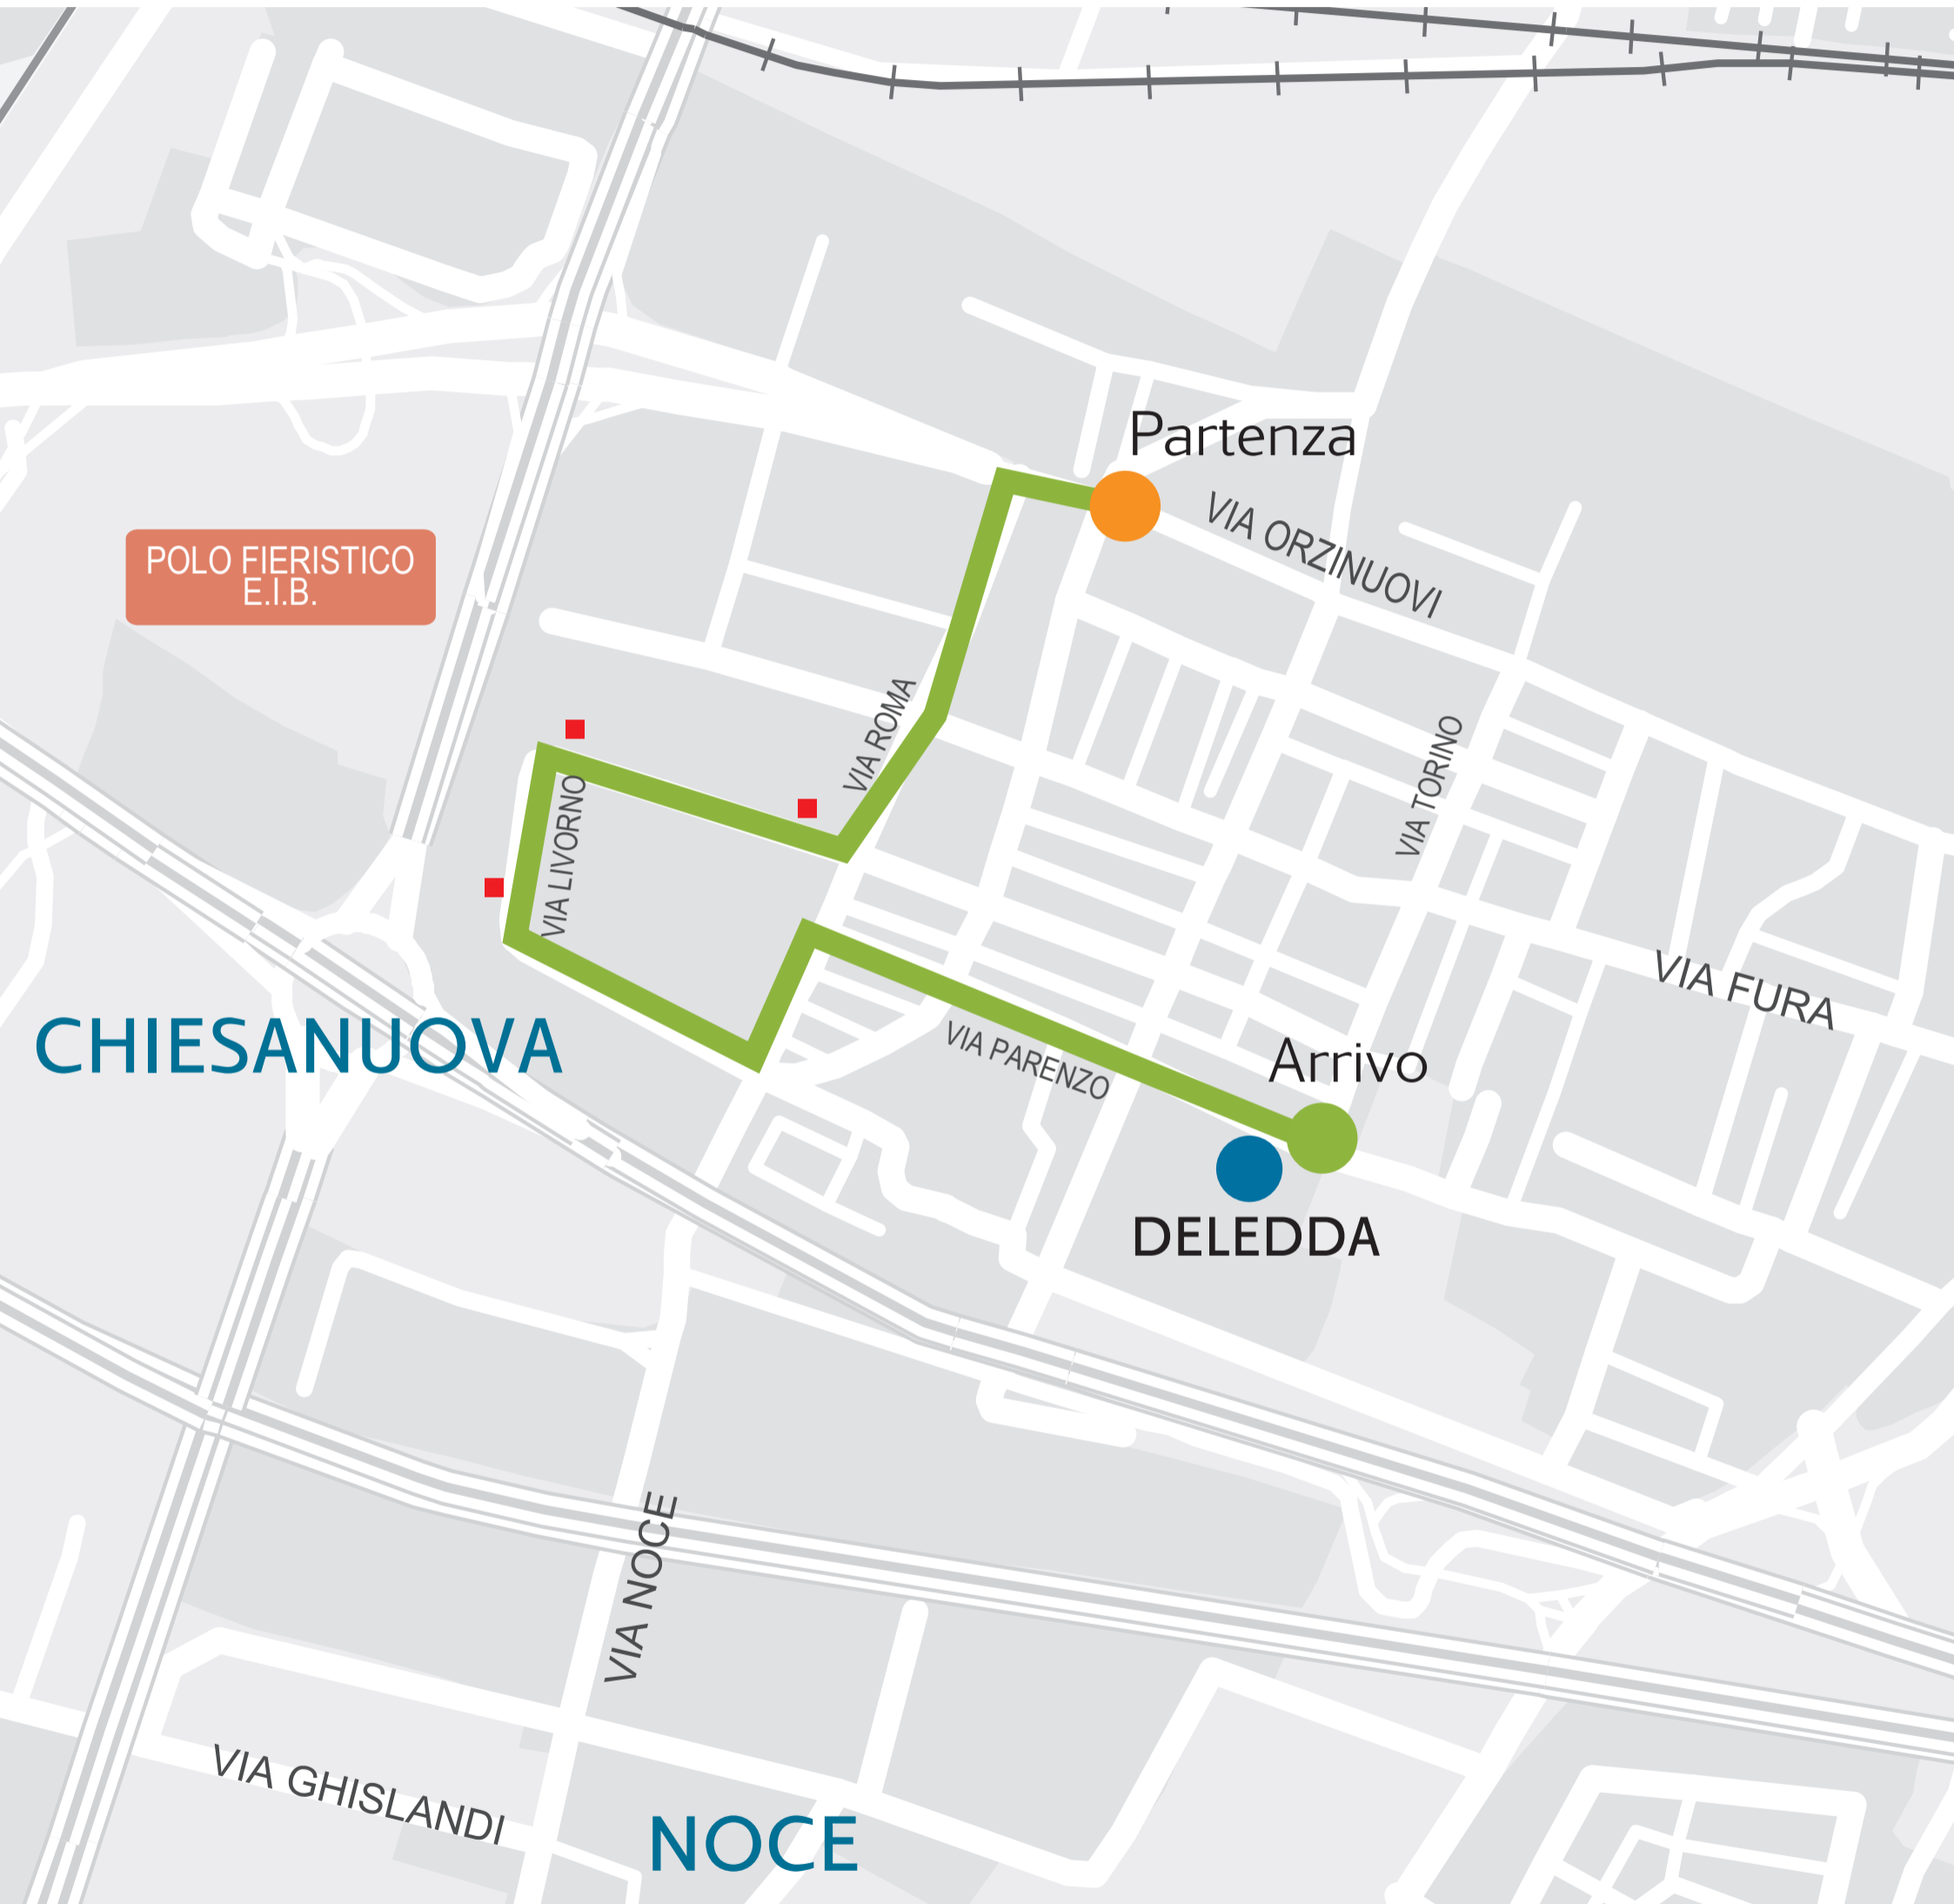 Partenza
VIA ORZINUOVI
POLO FIERISTICO
E.I.B.
VIA ROMA
VIA TORINO
VIA LIVORNO
VIA FURA
CHIESANUOVA
VIA PARENZO
Arrivo
DELEDDA
VIA NOCE
VIA GHISLANDI
NOCE